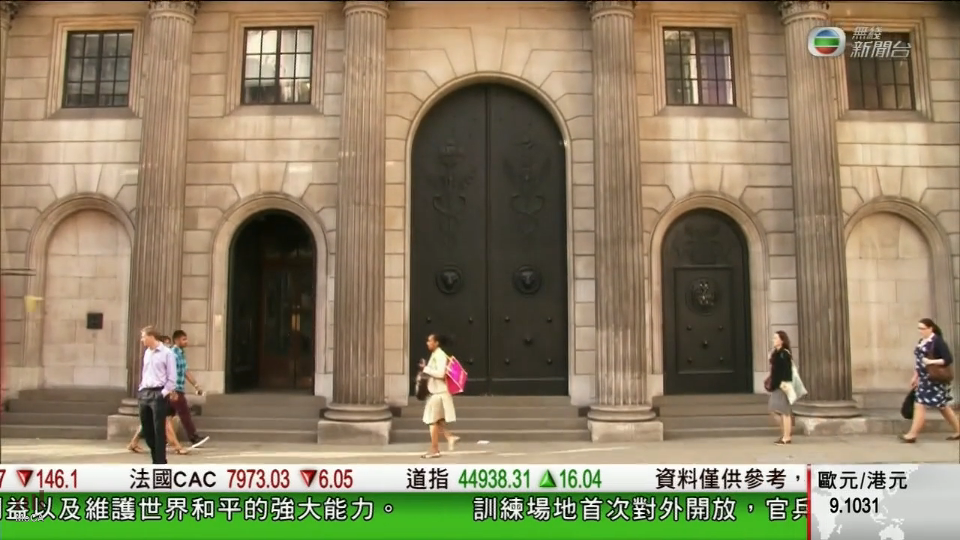 無綫
新聞台
7 ▼146.1 法國CAC 7973.03 ▼6.05 道指 44938.31 ▲16.04 資料僅供參考，
歐元/港元
9.1031
益以及維護世界和平的強大能力。 訓練場地首次對外開放，官兵